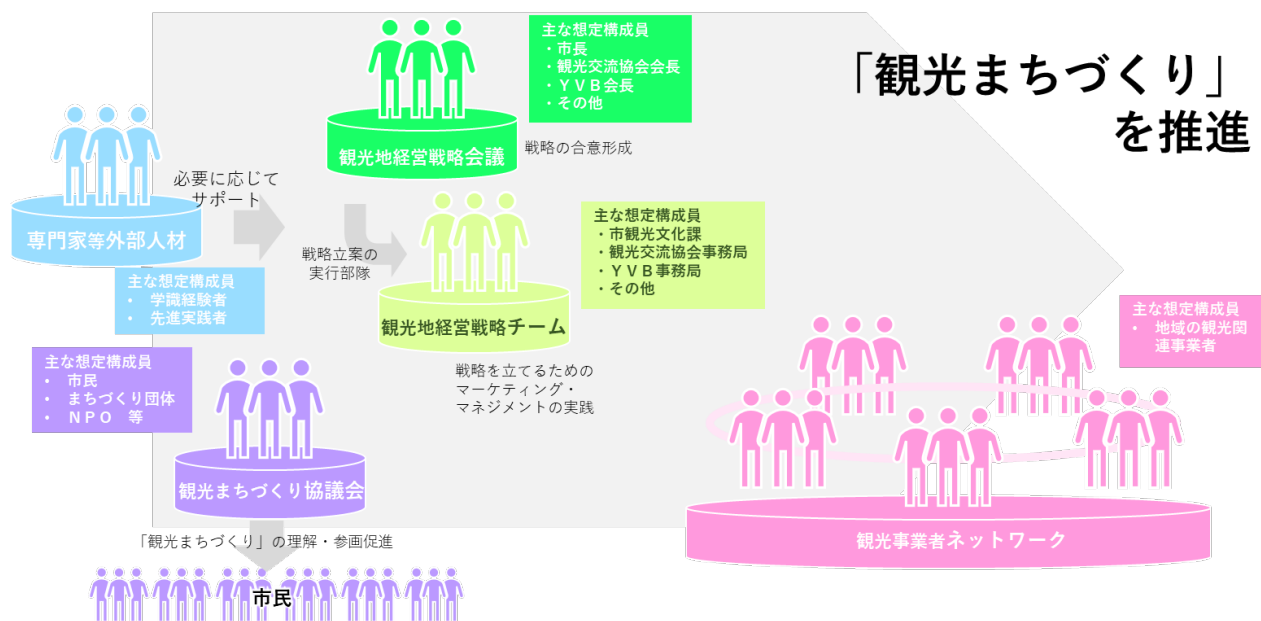 「観光まちづくり」
を推進
主な想定構成員
・市長
・観光交流協会会長
・ＹＶＢ会長
・その他
観光地経営戦略会議
戦略の合意形成
必要に応じて
サポート
専門家等外部人材
主な想定構成員
• 学識経験者
• 先進実践者
戦略立案の
実行部隊
主な想定構成員
・市観光文化課
・観光交流協会事務局
・ＹＶＢ事務局
・その他
観光地経営戦略チーム
戦略を立てるための
マーケティング・
マネジメントの実践
主な想定構成員
• 市民
• まちづくり団体
• ＮＰＯ　等
観光まちづくり協議会
「観光まちづくり」の理解・参画促進
市民
主な想定構成員
• 地域の観光関
連事業者
観光事業者ネットワーク